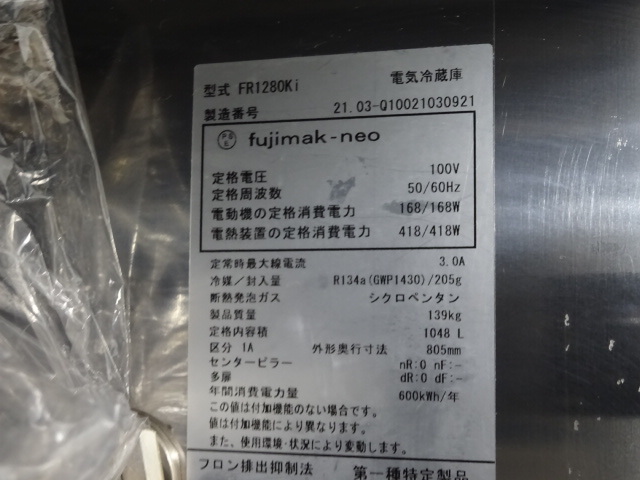 型式 FR1280Ki 電気冷蔵庫
製造番号 21.03-Q10021030921
PS E fujimak-neo
定格電圧 100V
定格周波数 50/60Hz
電動機の定格消費電力 168/168W
電熱装置の定格消費電力 418/418W
定常時最大線電流 3.0A
冷媒/封入量 R134a(GWP1430)/205g
断熱発泡ガス シクロペンタン
製品質量 139kg
定格内容積 1048 L
区分 IA 外形奥行寸法 805mm
センターピラー nR:0 nF:-
多扉 dR:0 dF:-
年間消費電力量 600kWh/年
この値は付加機能のない場合です。
値は付加機能により異なります。
また、使用環境・状況により変動します。
フロン排出抑制法 第一種特定製品